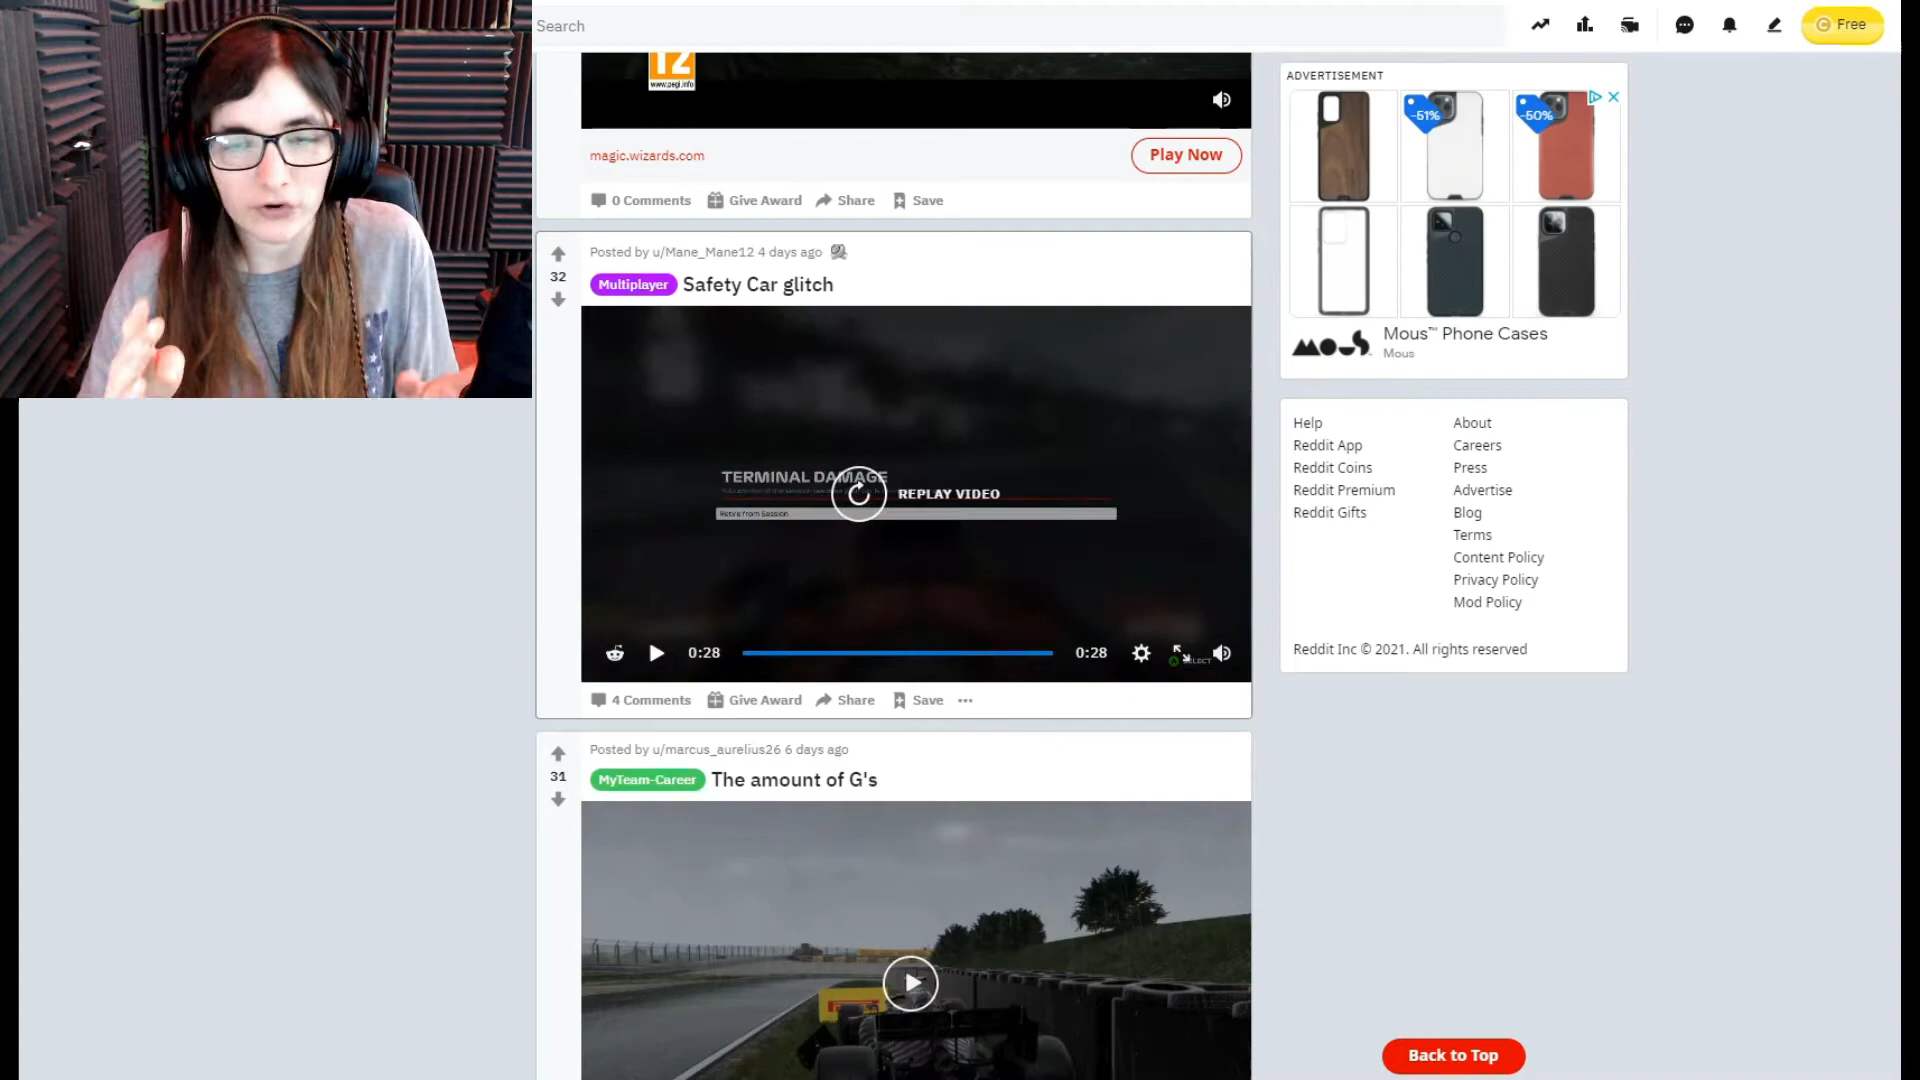 Search
Free
12
www.pegi.info
magic.wizards.com
Play Now
0 Comments
Give Award
Share
Save
Posted by u/Mane_Mane12 4 days ago
32
Multiplayer
Safety Car glitch
TERMINAL DAMAGE
REPLAY VIDEO
Retire from Session
0:28
0:28
SELECT
4 Comments
Give Award
Share
Save
Posted by u/marcus_aurelius26 6 days ago
31
MyTeam-Career
The amount of G's
ADVERTISEMENT
-51%
-50%
MOUS
Mous™ Phone Cases
Mous
Help
About
Reddit App
Careers
Reddit Coins
Press
Reddit Premium
Advertise
Reddit Gifts
Blog
Terms
Content Policy
Privacy Policy
Mod Policy
Reddit Inc © 2021. All rights reserved
Back to Top